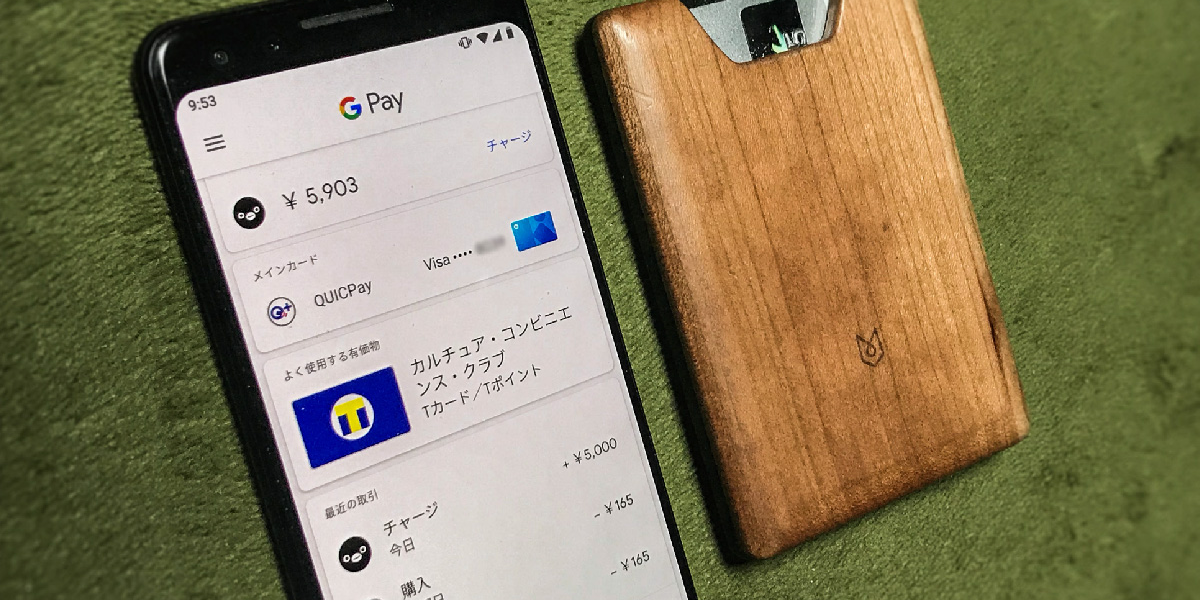 9:53
G Pay
チャージ
¥ 5,903
メインカード
QUICPay
Visa ••••
よく使用する有価物
T
カルチュア・コンビニエ
ンス・クラブ
Tカード／Tポイント
最近の取引
チャージ
+ ¥5,000
今日
- ¥165
購入
- ¥165